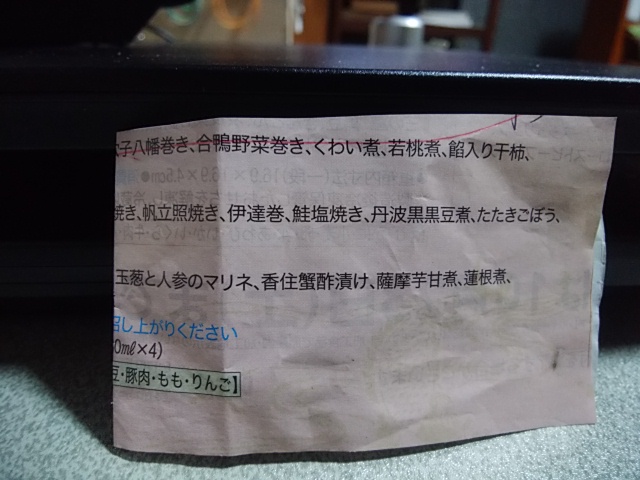 子八幡巻き、合鴨野菜巻き、くわい煮、若桃煮、餡入り干柿、
焼き、帆立照焼き、伊達巻、鮭塩焼き、丹波黒黒豆煮、たたきごぼう、
玉葱と人参のマリネ、香住蟹酢漬け、薩摩芋甘煮、蓮根煮、
召し上がりください
0㎖×4)
豆・豚肉・もも・りんご】